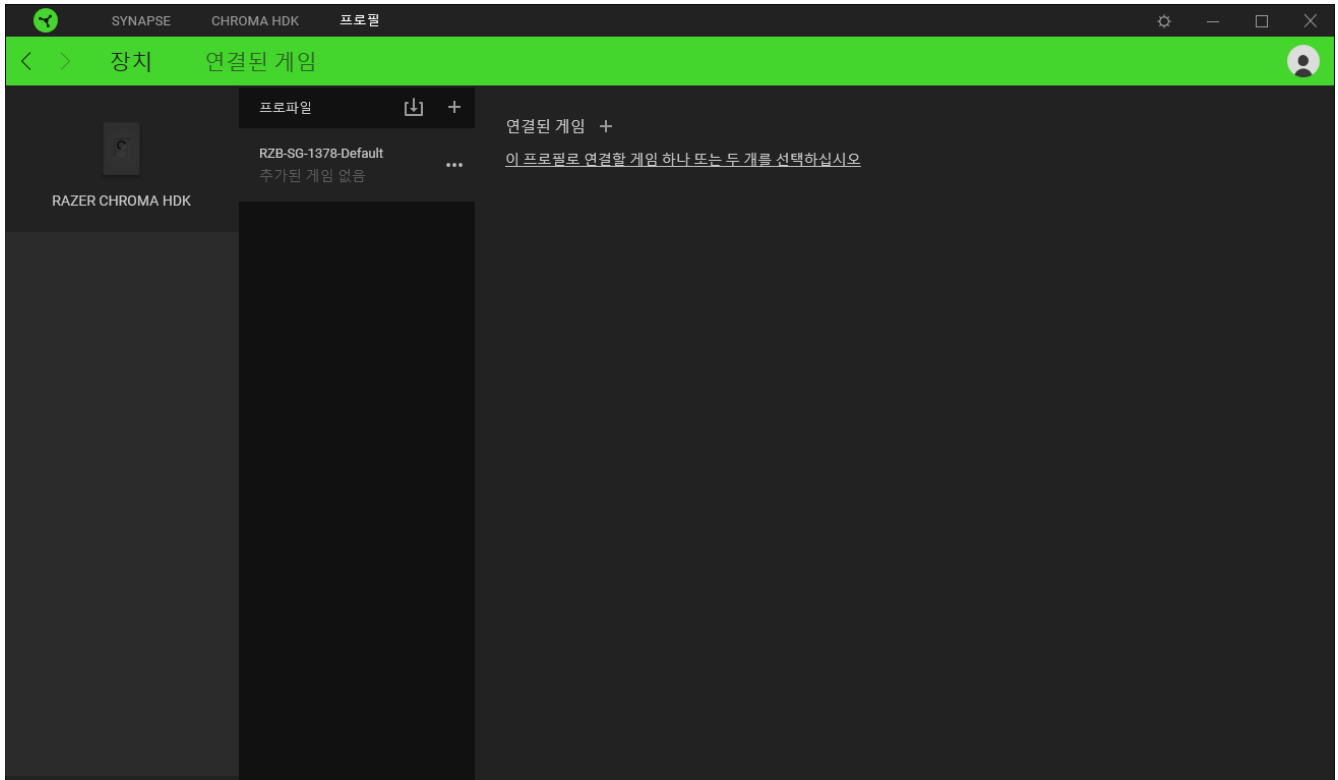 SYNAPSE CHROMA HDK 프로필
장치 연결된 게임
RAZER CHROMA HDK
프로파일
RZB-SG-1378-Default
추가된 게임 없음
연결된 게임
이 프로필로 연결할 게임 하나 또는 두 개를 선택하십시오